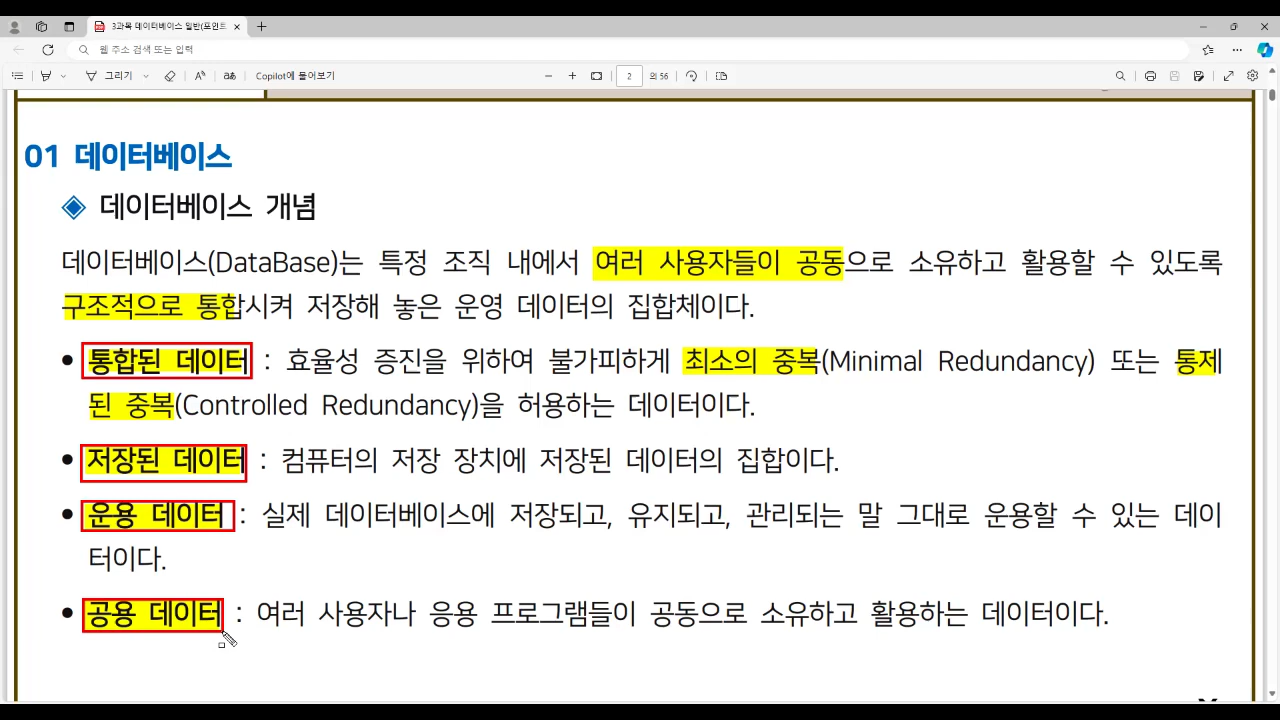 3과목 데이터베이스 일반(포인트
웹 주소 검색 또는 입력
그리기
가あ
Copilot에 물어보기
2
의 56
01 데이터베이스
◈ 데이터베이스 개념
데이터베이스(DataBase)는 특정 조직 내에서 여러 사용자들이 공동으로 소유하고 활용할 수 있도록
구조적으로 통합시켜 저장해 놓은 운영 데이터의 집합체이다.
• 통합된 데이터 : 효율성 증진을 위하여 불가피하게 최소의 중복(Minimal Redundancy) 또는 통제
된 중복(Controlled Redundancy)을 허용하는 데이터이다.
• 저장된 데이터 : 컴퓨터의 저장 장치에 저장된 데이터의 집합이다.
• 운용 데이터 : 실제 데이터베이스에 저장되고, 유지되고, 관리되는 말 그대로 운용할 수 있는 데이
터이다.
• 공용 데이터 : 여러 사용자나 응용 프로그램들이 공동으로 소유하고 활용하는 데이터이다.